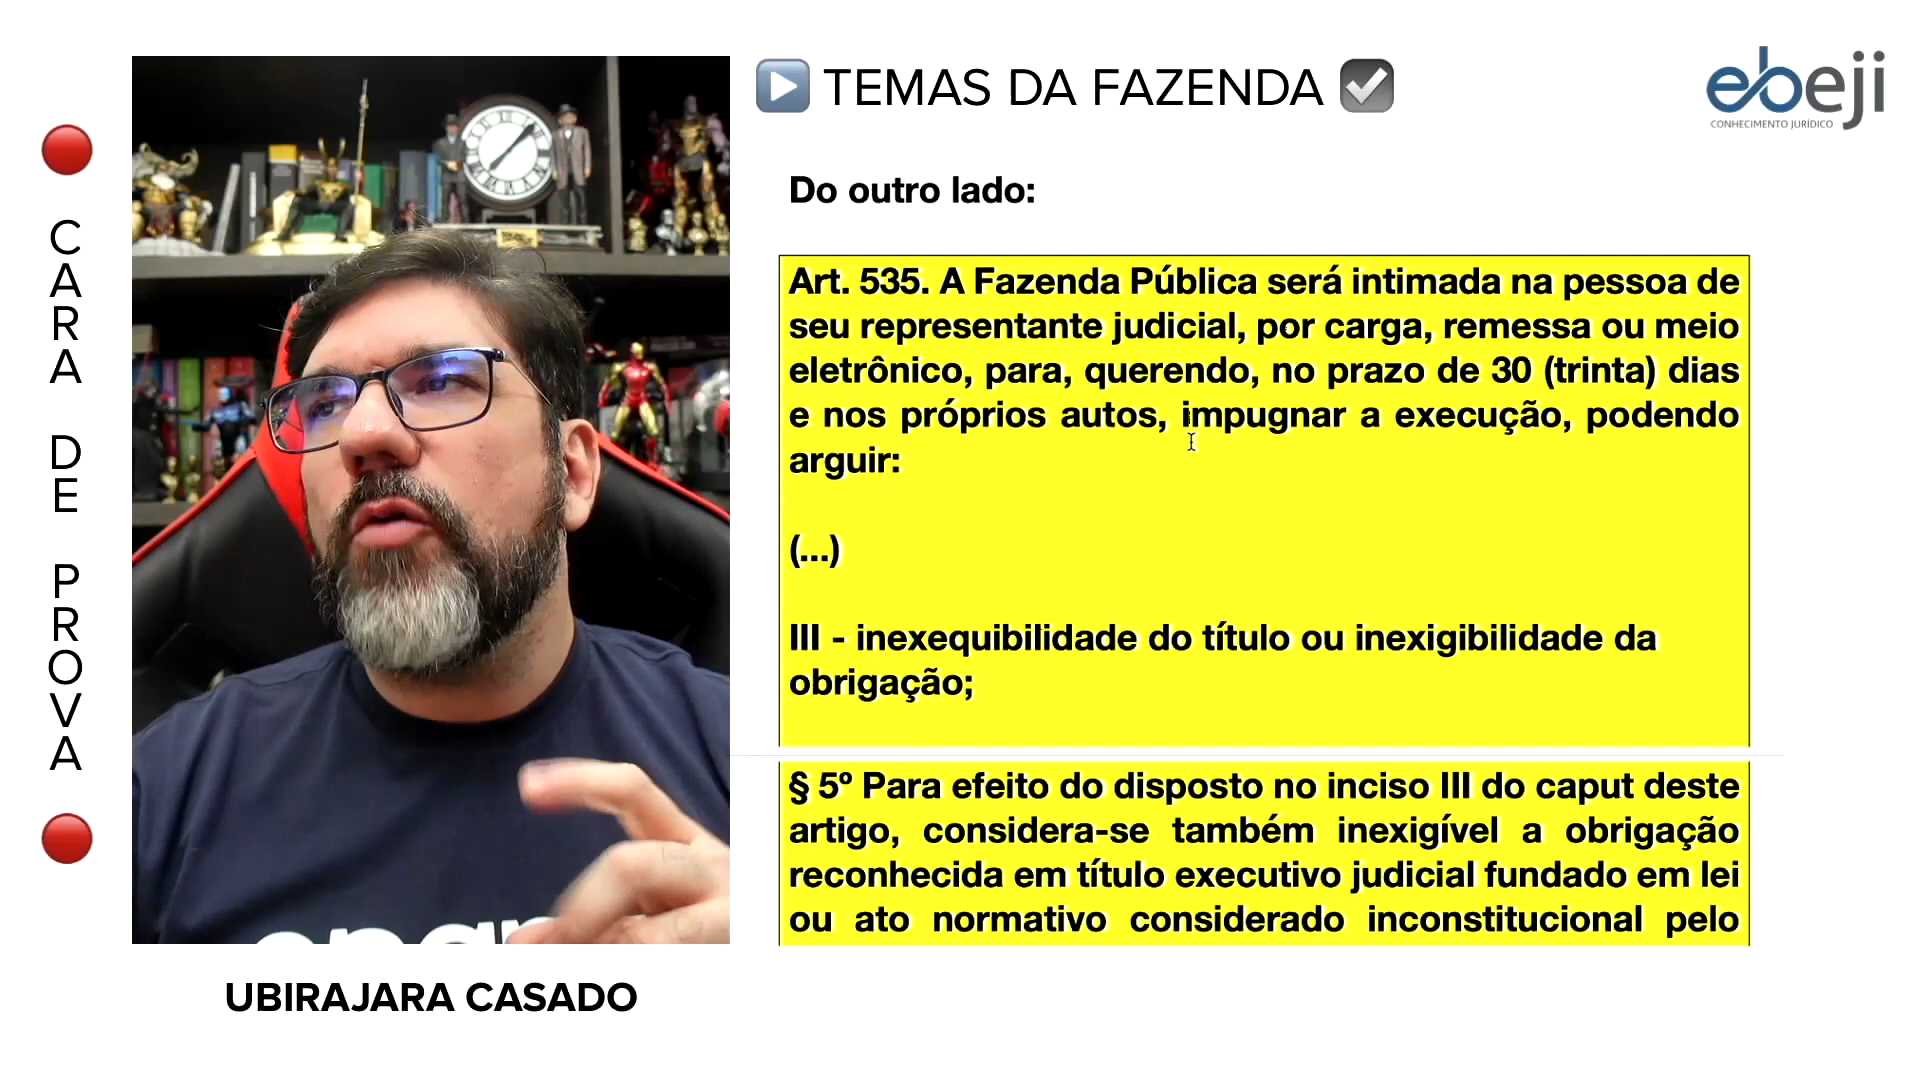 CARA DE PROVA
▶ TEMAS DA FAZENDA ✔
ebeji
CONHECIMENTO JURÍDICO
Do outro lado:
Art. 535. A Fazenda Pública será intimada na pessoa de
seu representante judicial, por carga, remessa ou meio
eletrônico, para, querendo, no prazo de 30 (trinta) dias
e nos próprios autos, impugnar a execução, podendo
arguir:
(...)
III - inexequibilidade do título ou inexigibilidade da
obrigação;
§ 5º Para efeito do disposto no inciso III do caput deste
artigo, considera-se também inexigível a obrigação
reconhecida em título executivo judicial fundado em lei
ou ato normativo considerado inconstitucional pelo
UBIRAJARA CASADO